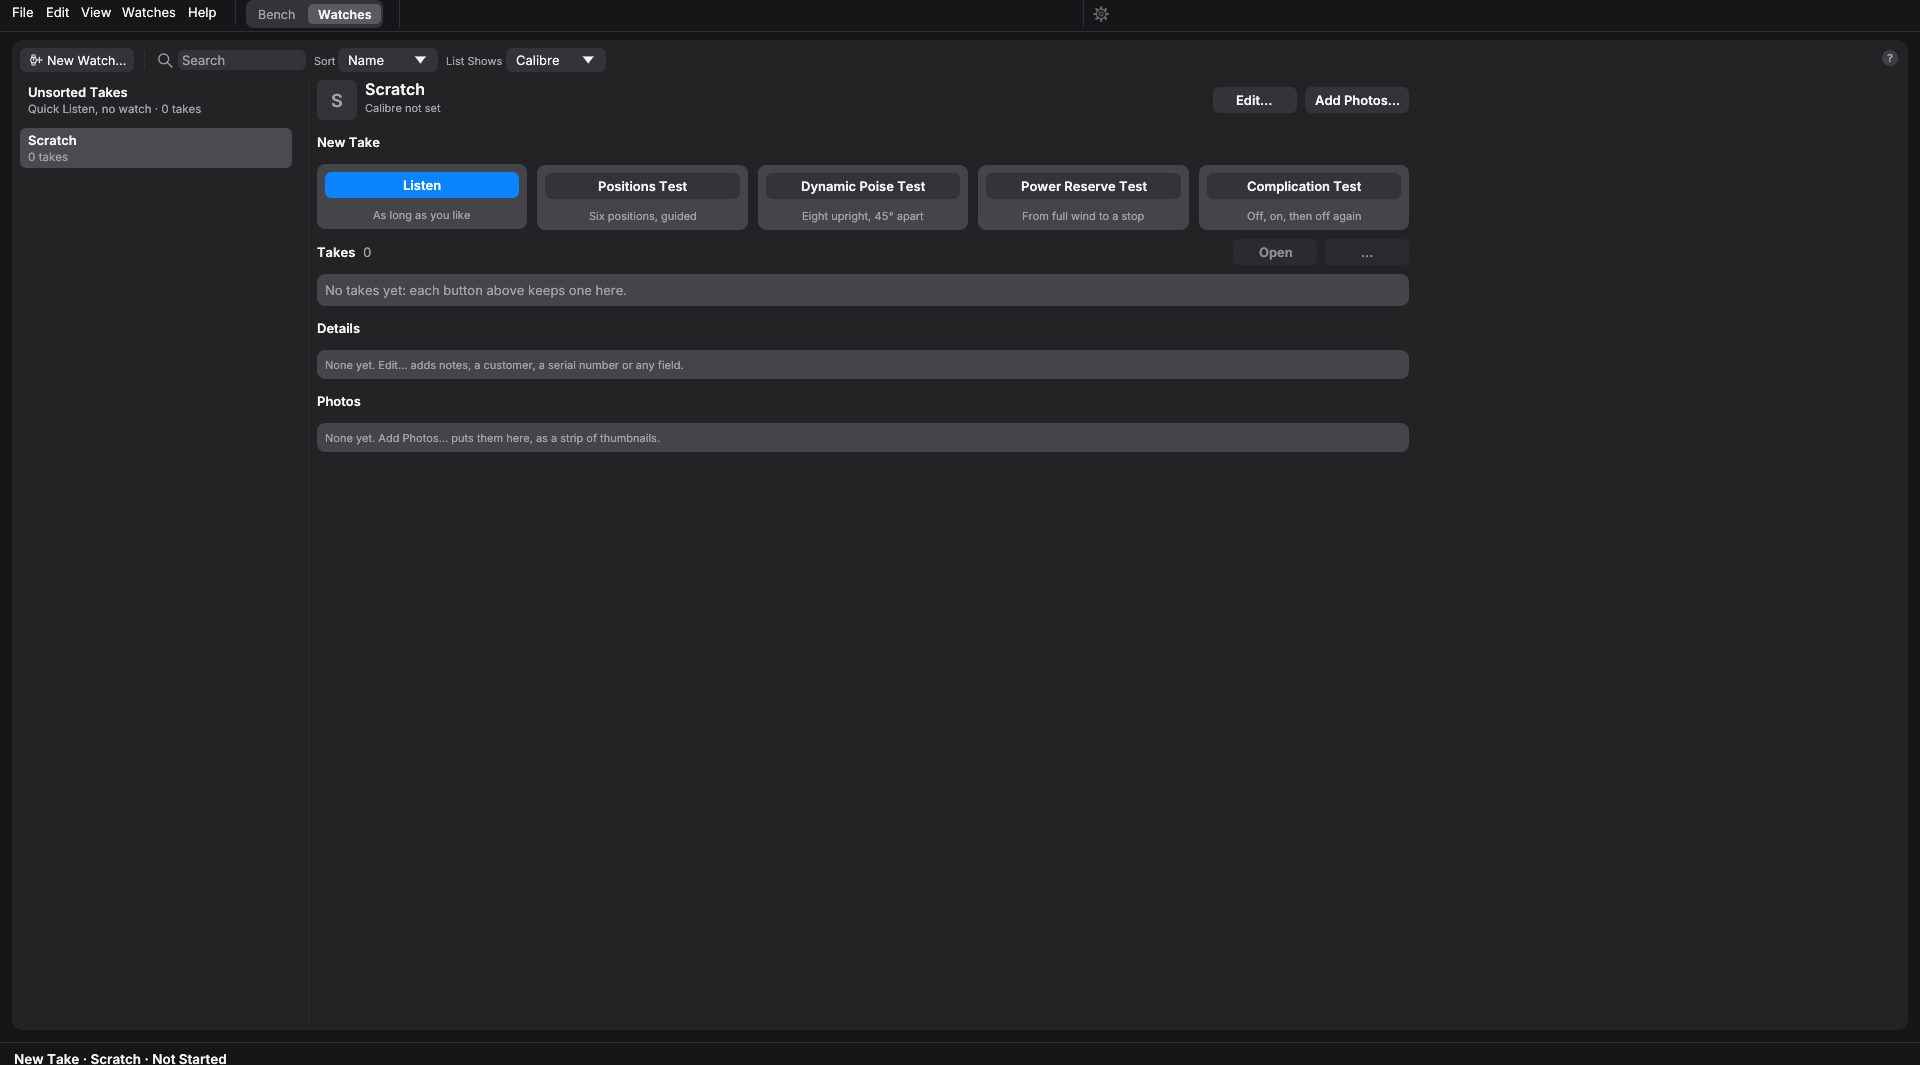 File Edit View Watches Help Bench Watches
New Watch... Search Sort Name List Shows Calibre ?
Unsorted Takes
Quick Listen, no watch · 0 takes
Scratch
0 takes
S
Scratch
Calibre not set
Edit... Add Photos...
New Take
Listen
As long as you like
Positions Test
Six positions, guided
Dynamic Poise Test
Eight upright, 45° apart
Power Reserve Test
From full wind to a stop
Complication Test
Off, on, then off again
Takes 0 Open ...
No takes yet: each button above keeps one here.
Details
None yet. Edit... adds notes, a customer, a serial number or any field.
Photos
None yet. Add Photos... puts them here, as a strip of thumbnails.
New Take · Scratch · Not Started